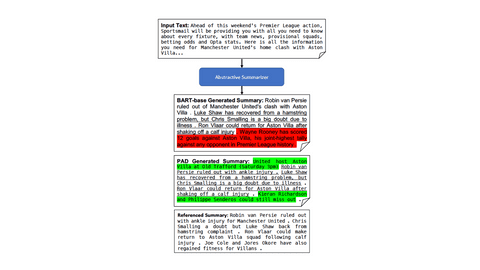 Input Text: Ahead of this weekend's Premier League action,
Sportsmail will be providing you with all you need to know
about every fixture, with team news, provisional squads,
betting odds and Opta stats. Here is all the information
you need for Manchester United's home clash with Aston
Villa...
Abstractive Summarizer
BART-base Generated Summary: Robin van Persie
ruled out of Manchester United's clash with Aston
Villa . Luke Shaw has recovered from a hamstring
problem, but Chris Smalling is a big doubt due to
illness . Ron Vlaar could return for Aston Villa after
shaking off a calf injury . Wayne Rooney has scored
12 goals against Aston Villa, his joint-highest tally
against any opponent in Premier League history .
PAD Generated Summary: United host Aston
Villa at Old Trafford (Saturday 3pm) Robin van
Persie ruled out with ankle injury . Luke Shaw
has recovered from a hamstring problem, but
Chris Smalling is a big doubt due to illness .
Ron Vlaar could return for Aston Villa after
shaking off a calf injury . Kieran Richardson
and Philippe Senderos could still miss out .
Referenced Summary: Robin van Persie ruled out
with ankle injury for Manchester United . Chris
Smalling a doubt but Luke Shaw back from
hamstring complaint . Ron Vlaar could make
return to Aston Villa squad following calf
injury . Joe Cole and Jores Okore have also
regained fitness for Villans .